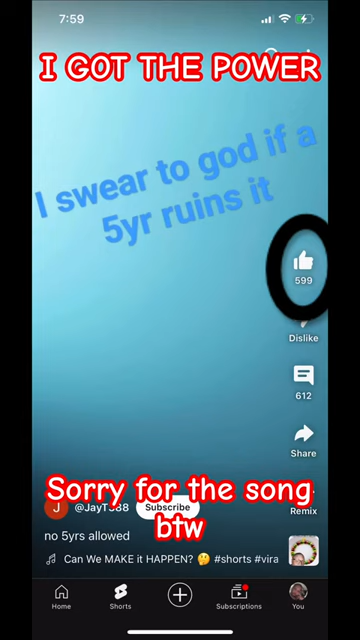 7:59
I GOT THE POWER
I swear to god if a
5yr ruins it
599
Dislike
612
Share
Remix
Sorry for the song
btw
J
Subscribe
no 5yrs allowed
Can We MAKE it HAPPEN? 🤔 #shorts #vira
Home
Shorts
Subscriptions
You